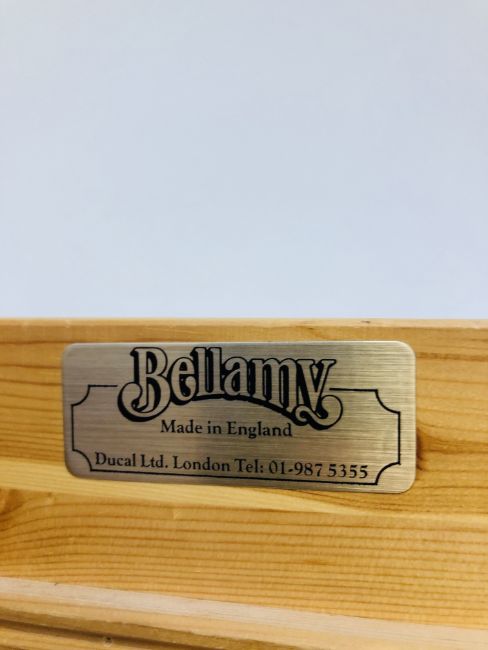 Bellamy
Made in England
Ducal Ltd. London Tel: 01-987 5355